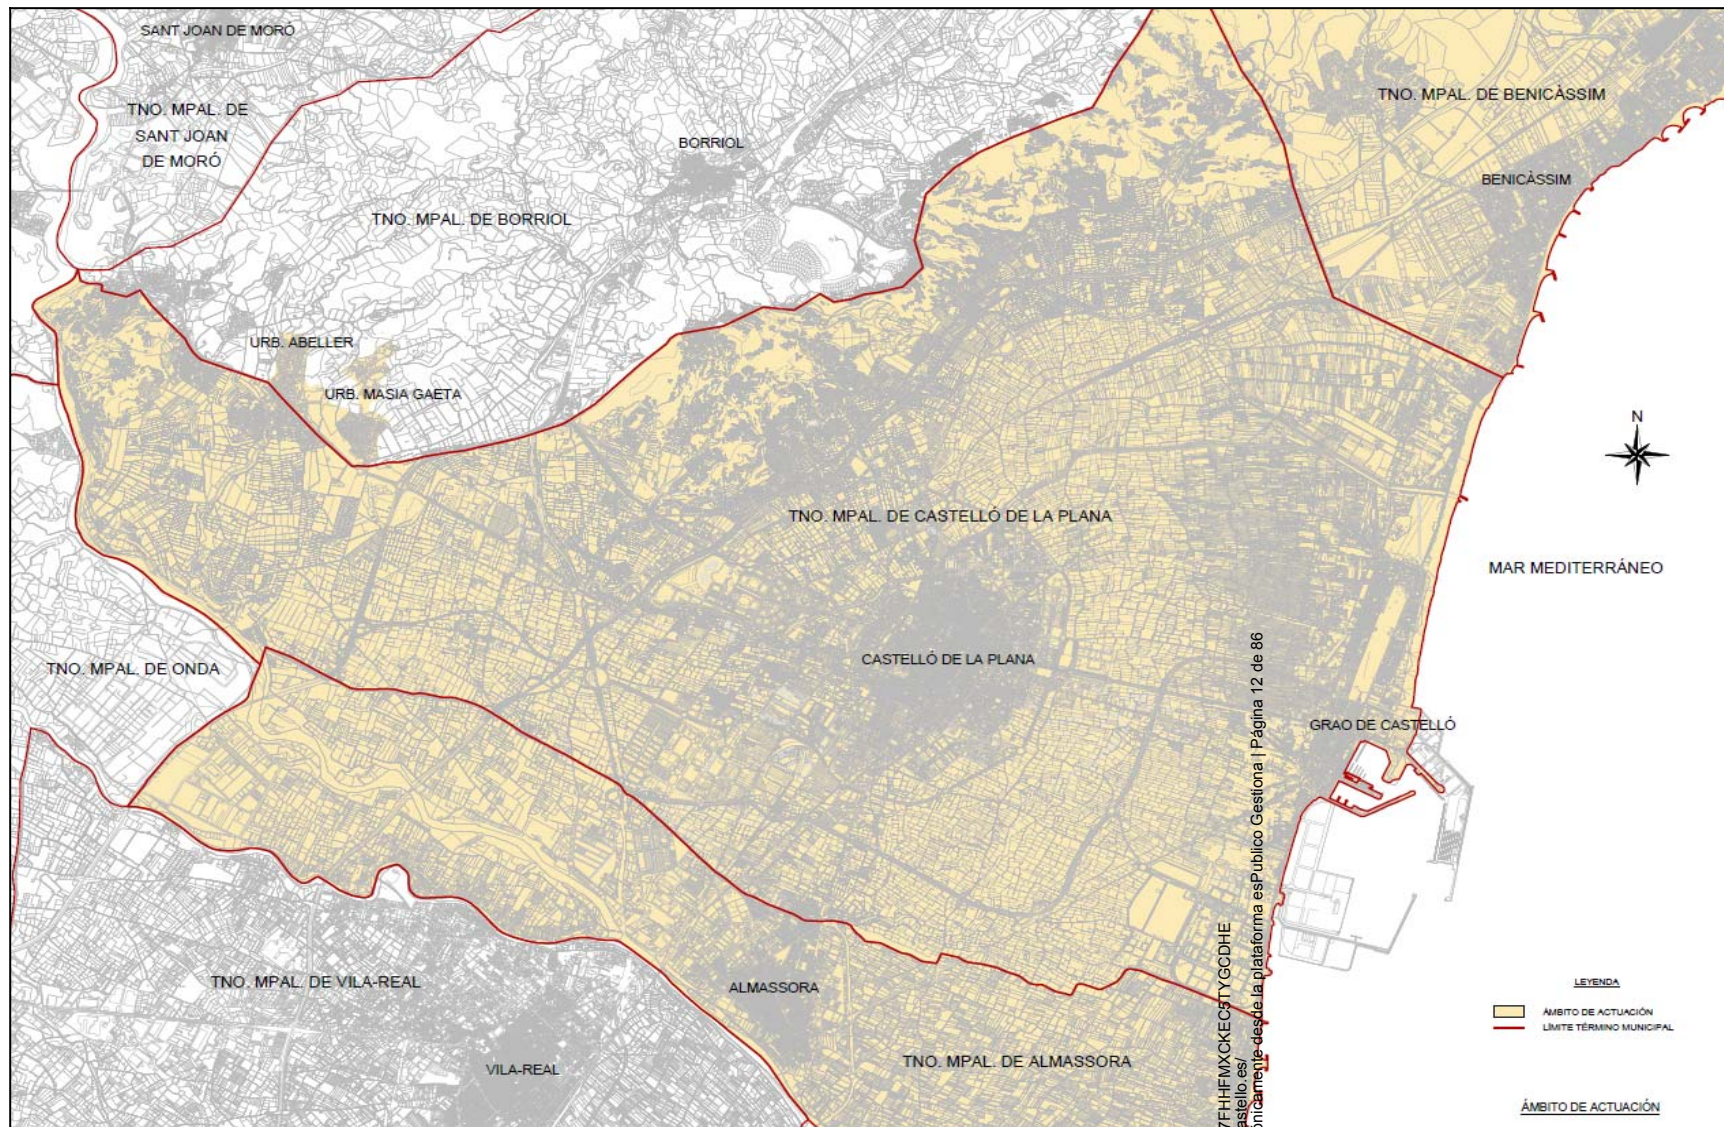 SANT JOAN DE MORÓ
TNO. MPAL. DE
SANT JOAN
DE MORÓ
BORRIOL
TNO. MPAL. DE BORRIOL
TNO. MPAL. DE BENICÀSSIM
BENICÀSSIM
URB. ABELLER
URB. MASIA GAETA
N
TNO. MPAL. DE CASTELLÓ DE LA PLANA
MAR MEDITERRÁNEO
CASTELLÓ DE LA PLANA
TNO. MPAL. DE ONDA
GRAO DE CASTELLÓ
TNO. MPAL. DE VILA-REAL
ALMASSORA
VILA-REAL
TNO. MPAL. DE ALMASSORA
LEYENDA
ÁMBITO DE ACTUACIÓN
LÍMITE TÉRMINO MUNICIPAL
ÁMBITO DE ACTUACIÓN
7FHHFMXCKEC5TYGCDHE
astello.es/
ónicamente desde la plataforma esPublico Gestiona | Página 12 de 86